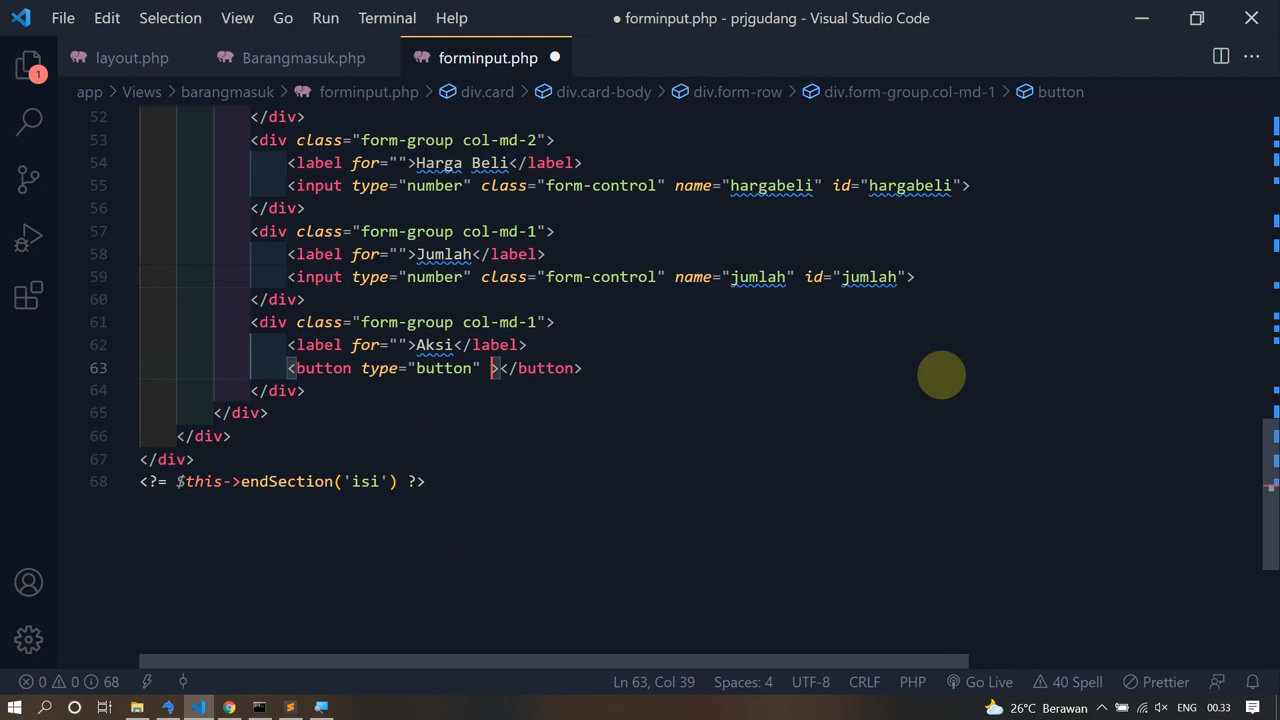 File Edit Selection View Go Run Terminal Help
● forminput.php - prjgudang - Visual Studio Code
layout.php Barangmasuk.php forminput.php
1
app > Views > barangmasuk > forminput.php > div.card > div.card-body > div.form-row > div.form-group.col-md-1 > button
52 </div>
53 <div class="form-group col-md-2">
54 <label for="">Harga Beli</label>
55 <input type="number" class="form-control" name="hargabeli" id="hargabeli">
56 </div>
57 <div class="form-group col-md-1">
58 <label for="">Jumlah</label>
59 <input type="number" class="form-control" name="jumlah" id="jumlah">
60 </div>
61 <div class="form-group col-md-1">
62 <label for="">Aksi</label>
63 <button type="button" ></button>
64 </div>
65 </div>
66 </div>
67 </div>
68 <?= $this->endSection('isi') ?>
0 0 68 Ln 63, Col 39 Spaces: 4 UTF-8 CRLF PHP Go Live 40 Spell Prettier
26°C Berawan ENG 00.33